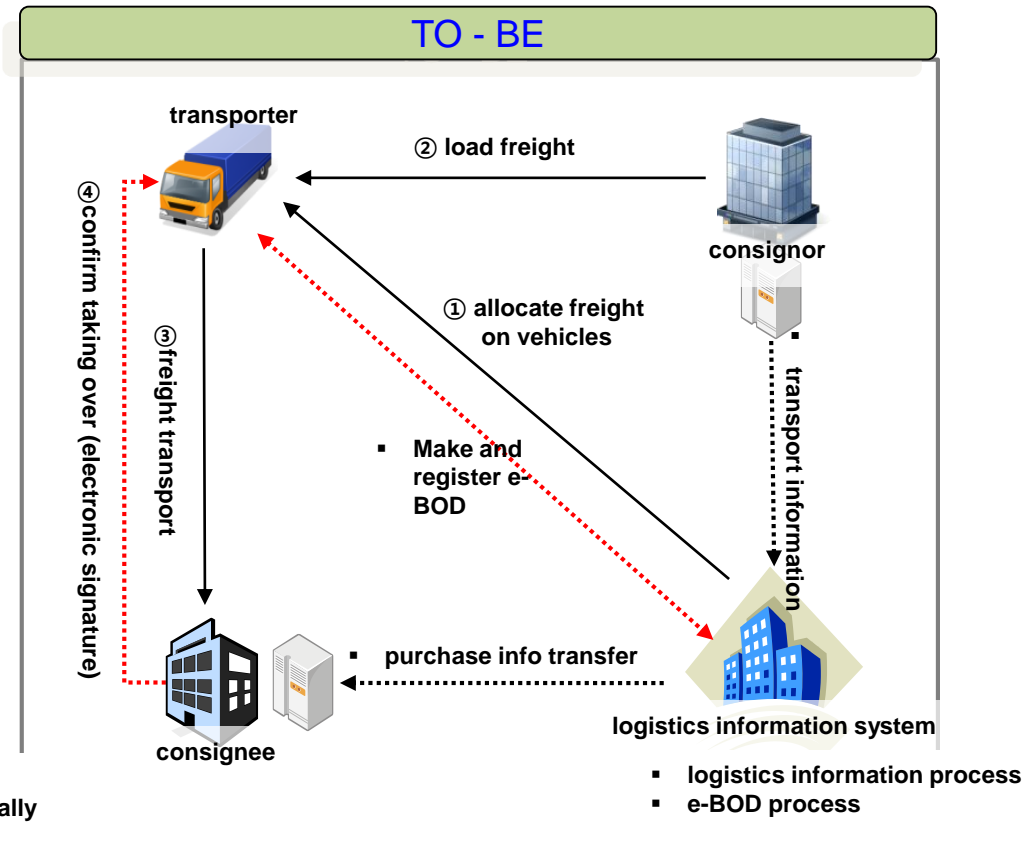 TO - BE
transporter
② load freight
consignor
① allocate freight
on vehicles
④confirm taking over (electronic signature)
③freight transport
▪ transport information
▪ Make and
register e-
BOD
▪ purchase info transfer
consignee
logistics information system
▪ logistics information process
▪ e-BOD process
ally